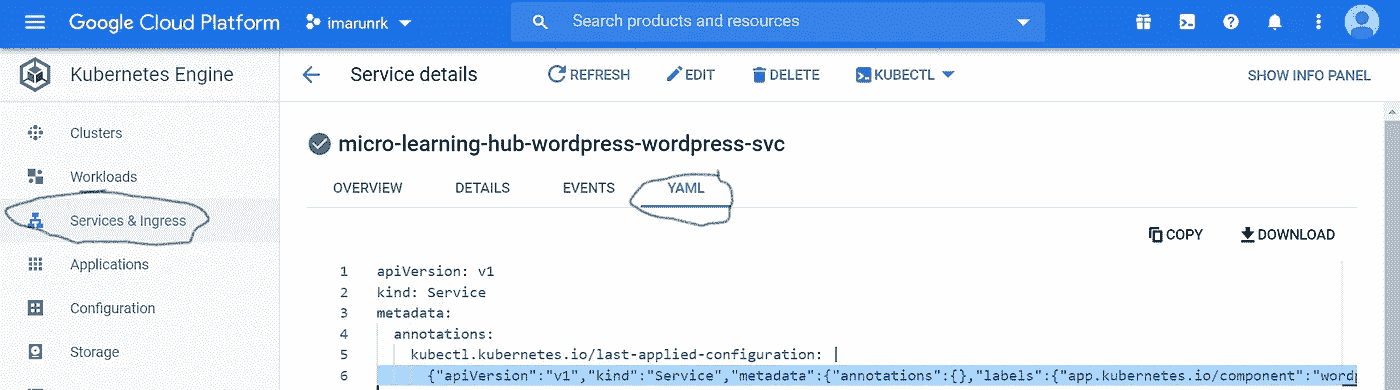 Google Cloud Platform imarunrk Search products and resources
Kubernetes Engine Service details REFRESH EDIT DELETE KUBECTL SHOW INFO PANEL
Clusters
Workloads
Services & Ingress
Applications
Configuration
Storage
micro-learning-hub-wordpress-wordpress-svc
OVERVIEW DETAILS EVENTS YAML
COPY DOWNLOAD
1 apiVersion: v1
2 kind: Service
3 metadata:
4 annotations:
5 kubectl.kubernetes.io/last-applied-configuration: |
6 {"apiVersion":"v1","kind":"Service","metadata":{"annotations":{},"labels":{"app.kubernetes.io/component":"wordp